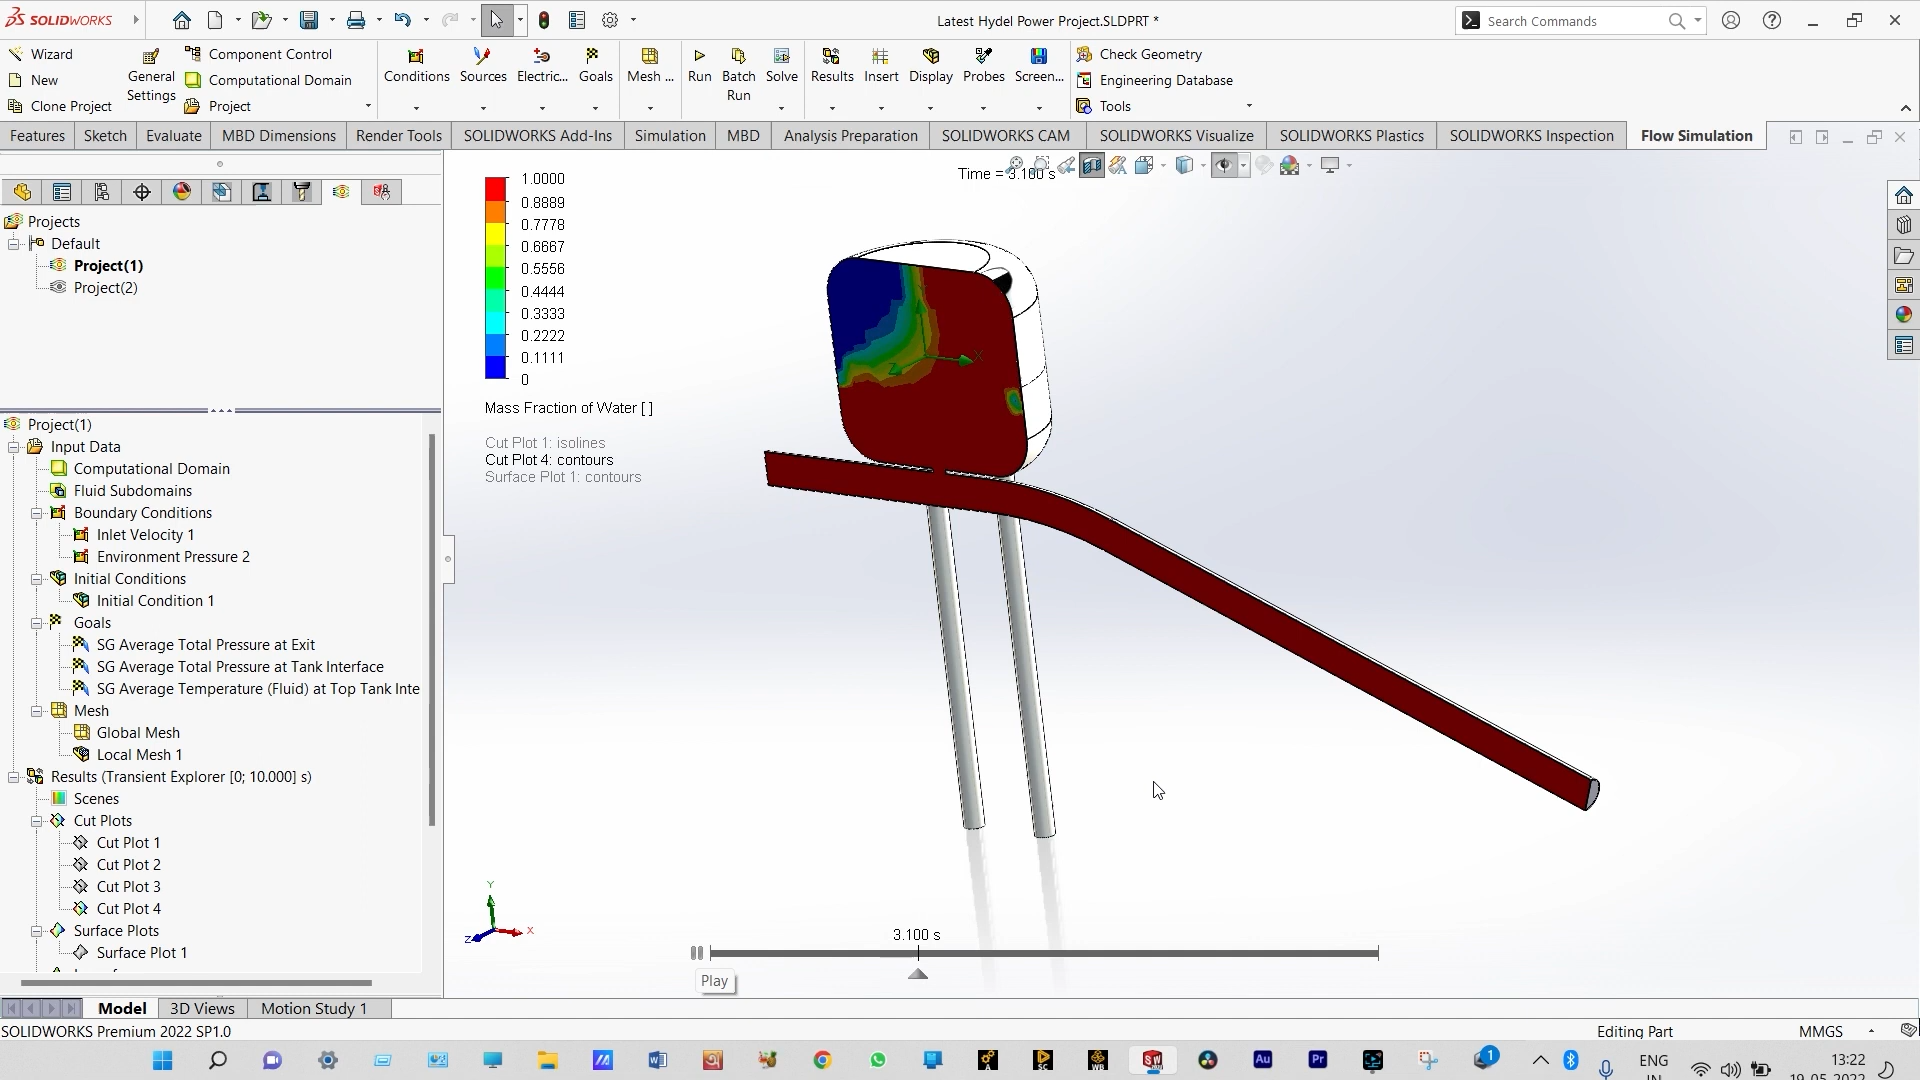 SOLIDWORKS
Latest Hydel Power Project.SLDPRT *
Search Commands
Wizard
New
Clone Project
General Settings
Component Control
Computational Domain
Project
Conditions
Sources
Electric...
Goals
Mesh ...
Run
Batch Run
Solve
Results
Insert
Display
Probes
Screen...
Check Geometry
Engineering Database
Tools
Features
Sketch
Evaluate
MBD Dimensions
Render Tools
SOLIDWORKS Add-Ins
Simulation
MBD
Analysis Preparation
SOLIDWORKS CAM
SOLIDWORKS Visualize
SOLIDWORKS Plastics
SOLIDWORKS Inspection
Flow Simulation
Projects
Default
Project(1)
Project(2)
Project(1)
Input Data
Computational Domain
Fluid Subdomains
Boundary Conditions
Inlet Velocity 1
Environment Pressure 2
Initial Conditions
Initial Condition 1
Goals
SG Average Total Pressure at Exit
SG Average Total Pressure at Tank Interface
SG Average Temperature (Fluid) at Top Tank Inte
Mesh
Global Mesh
Local Mesh 1
Results (Transient Explorer [0; 10.000] s)
Scenes
Cut Plots
Cut Plot 1
Cut Plot 2
Cut Plot 3
Cut Plot 4
Surface Plots
Surface Plot 1
Time = 3.100 s
1.0000
0.8889
0.7778
0.6667
0.5556
0.4444
0.3333
0.2222
0.1111
0
Mass Fraction of Water [ ]
Cut Plot 1: isolines
Cut Plot 4: contours
Surface Plot 1: contours
X
Y
X
Z
3.100 s
Play
Model
3D Views
Motion Study 1
SOLIDWORKS Premium 2022 SP1.0
Editing Part
MMGS
1
ENG
IN
13:22
19-05-2022